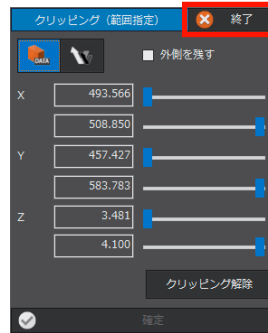 クリッピング（範囲指定） 終了
DATA 外側を残す
X 493.566
508.850
Y 457.427
583.783
Z 3.481
4.100
クリッピング解除
確定